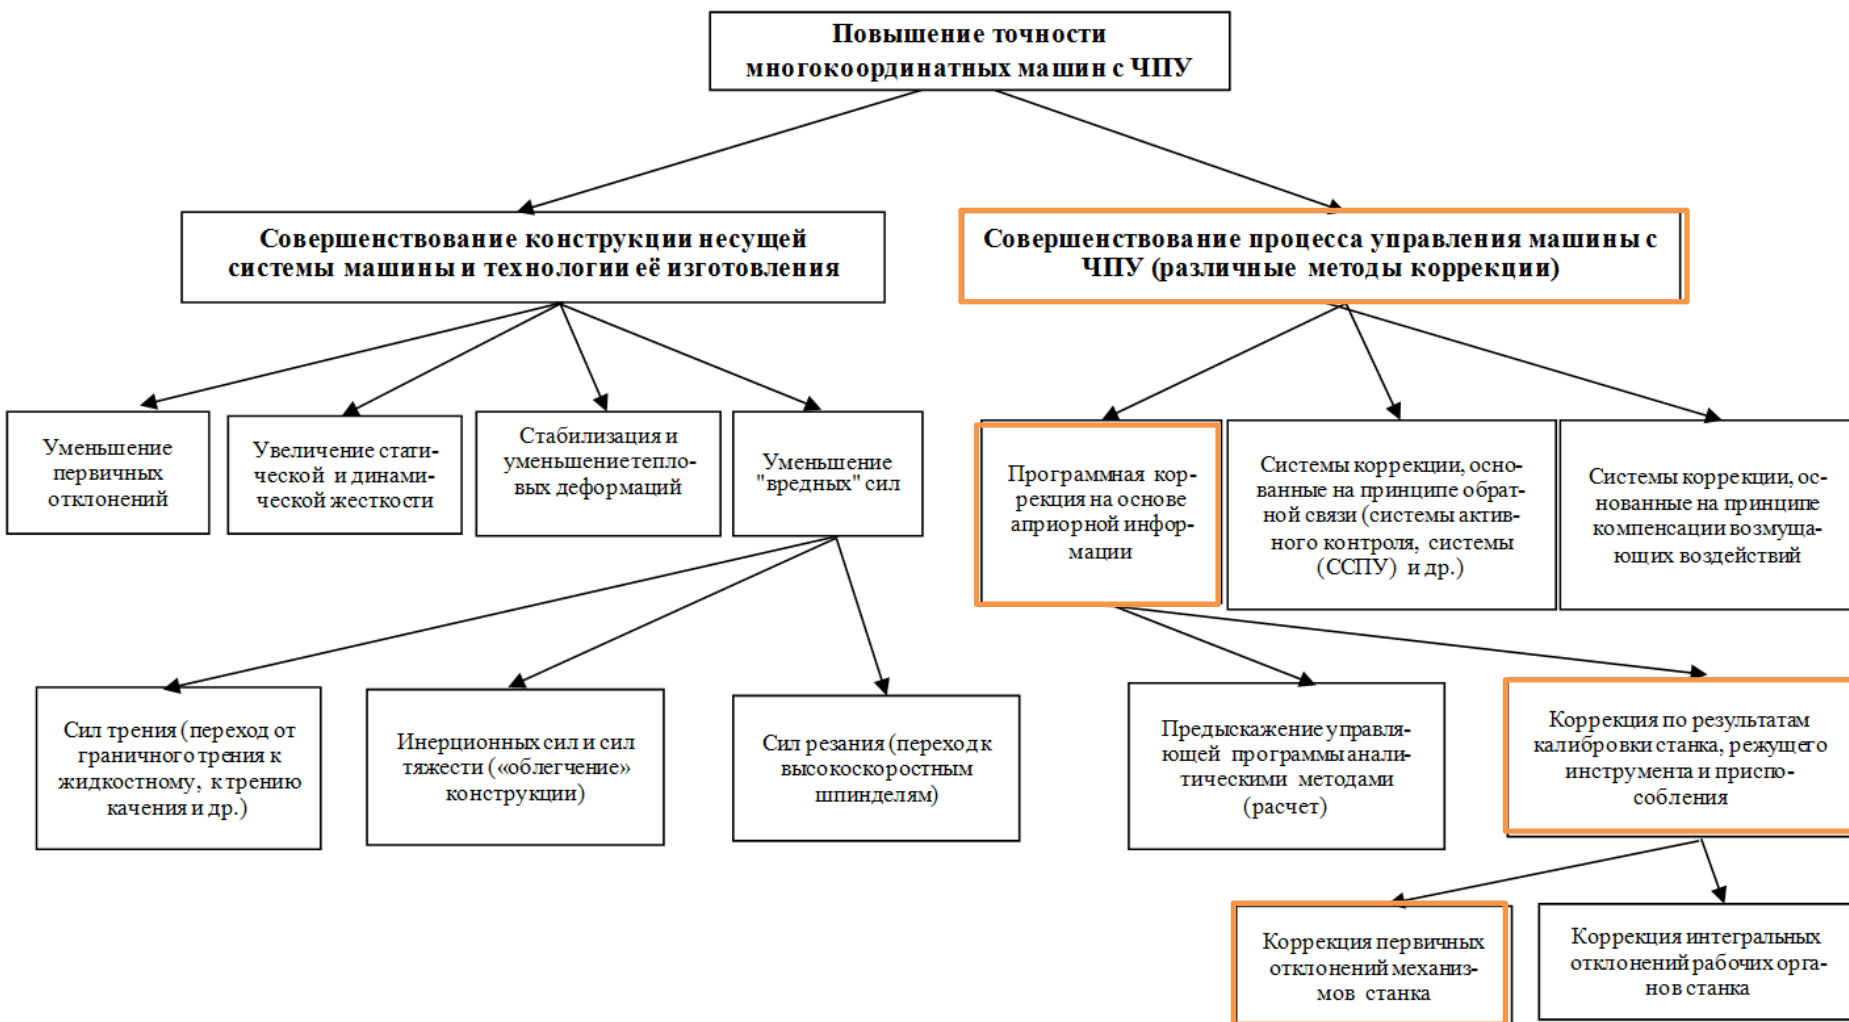 Повышение точности
многокоординатных машин с ЧПУ
Совершенствование конструкции несущей
системы машины и технологии её изготовления
Совершенствование процесса управления машины с
ЧПУ (различные методы коррекции)
Уменьшение
первичных
отклонений
Увеличение стати-
ческой и динами-
ческой жесткости
Стабилизация и
уменьшение тепло-
вых деформаций
Уменьшение
"вредных" сил
Программная кор-
рекция на основе
априорной инфор-
мации
Системы коррекции, осно-
ванные на принципе обрат-
ной связи (системы актив-
ного контроля, системы
(ССПУ) и др.)
Системы коррекции, ос-
нованные на принципе
компенсации возмуща-
ющих воздействий
Сил трения (переход от
граничного трения к
жидкостному, к трению
качения и др.)
Инерционных сил и сил
тяжести («облегчение»
конструкции)
Сил резания (переход к
высокоскоростным
шпинделям)
Предыскажение управля-
ющей программы анали-
тическими методами
(расчет)
Коррекция по результатам
калибровки станка, режущего
инструмента и приспо-
собления
Коррекция первичных
отклонений механиз-
мов станка
Коррекция интегральных
отклонений рабочих орга-
нов станка